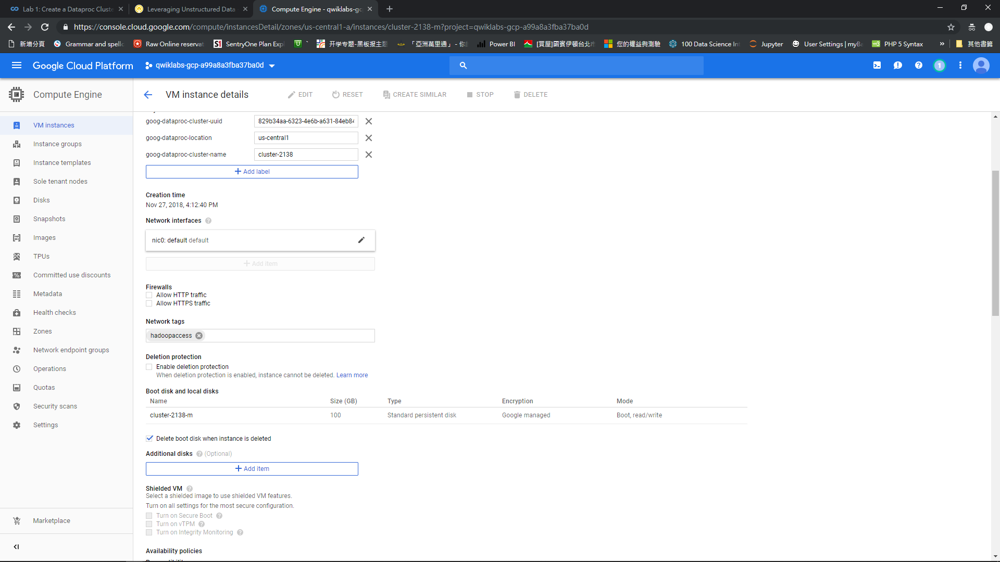 Lab 1: Create a Dataproc Cluste
Leveraging Unstructured Data -
Compute Engine - qwiklabs-gc
https://console.cloud.google.com/compute/instancesDetail/zones/us-central1-a/instances/cluster-2138-m?project=qwiklabs-gcp-a99a8a3fba37ba0d
新增分頁
Grammar and spell
Raw Online reservat
SentryOne Plan Expl
开学专题-黑板报主题
「亞洲萬里通」 - 你
Power BI
[買屋]國賓伊頓台北市
您的權益與測驗
100 Data Science In
Jupyter
User Settings | myBa
PHP 5 Syntax
»
其他書籤
Google Cloud Platform
qwiklabs-gcp-a99a8a3fba37ba0d
1
Compute Engine
VM instance details
EDIT
RESET
CREATE SIMILAR
STOP
DELETE
VM instances
Instance groups
Instance templates
Sole tenant nodes
Disks
Snapshots
Images
TPUs
Committed use discounts
Metadata
Health checks
Zones
Network endpoint groups
Operations
Quotas
Security scans
Settings
Marketplace
goog-dataproc-cluster-uuid
829b34aa-6323-4e6b-a631-84eb84
goog-dataproc-location
us-central1
goog-dataproc-cluster-name
cluster-2138
+ Add label
Creation time
Nov 27, 2018, 4:12:40 PM
Network interfaces ?
nic0: default default
+ Add item
Firewalls
Allow HTTP traffic
Allow HTTPS traffic
Network tags
hadoopaccess
Deletion protection
Enable deletion protection
When deletion protection is enabled, instance cannot be deleted. Learn more
Boot disk and local disks
Name Size (GB) Type Encryption Mode
cluster-2138-m 100 Standard persistent disk Google managed Boot, read/write
Delete boot disk when instance is deleted
Additional disks ? (Optional)
+ Add item
Shielded VM ?
Select a shielded image to use shielded VM features.
Turn on all settings for the most secure configuration.
Turn on Secure Boot ?
Turn on vTPM ?
Turn on Integrity Monitoring ?
Availability policies